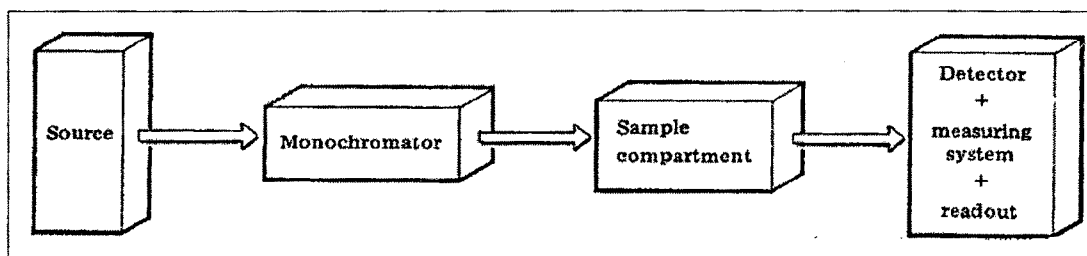 Source
Monochromator
Sample
compartment
Detector
+
measuring
system
+
readout